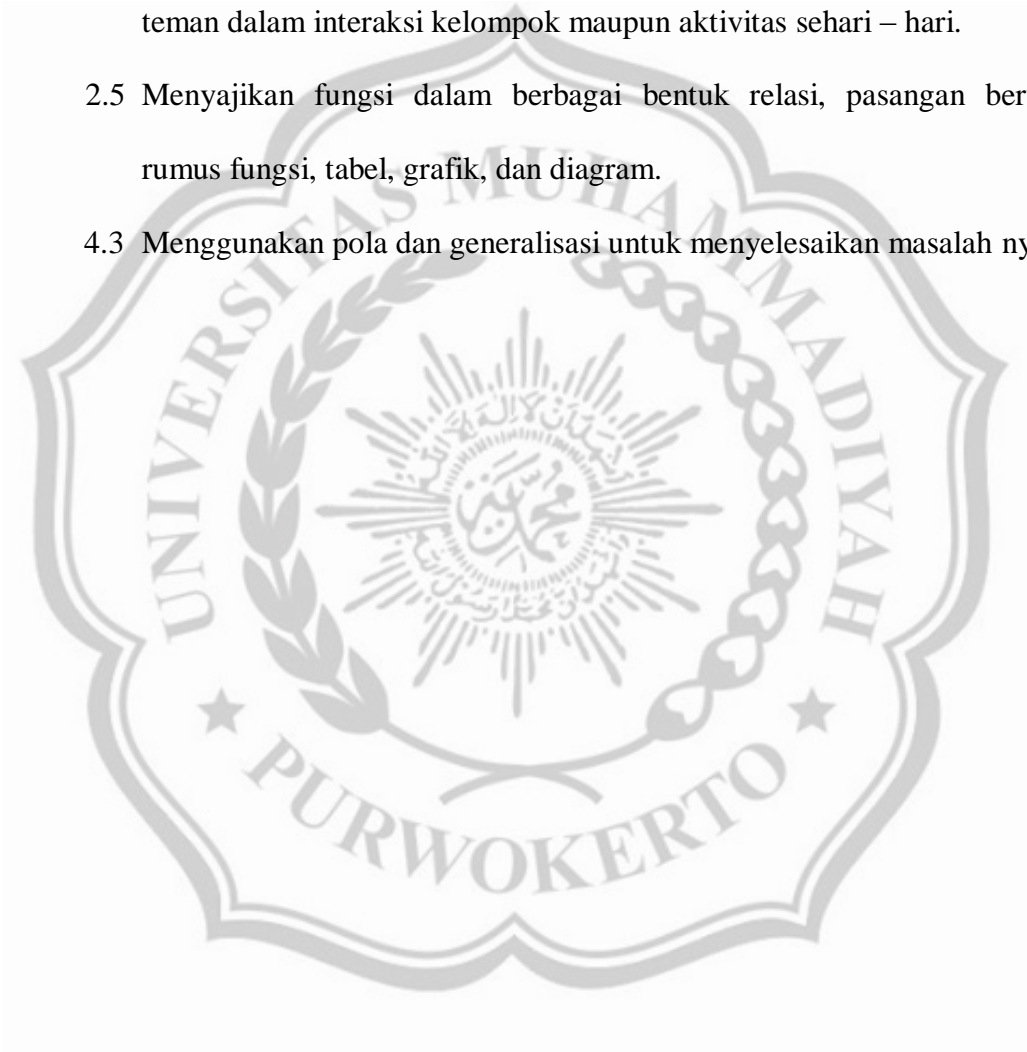 teman dalam interaksi kelompok maupun aktivitas sehari – hari.
2.5 Menyajikan fungsi dalam berbagai bentuk relasi, pasangan ber
rumus fungsi, tabel, grafik, dan diagram.
4.3 Menggunakan pola dan generalisasi untuk menyelesaikan masalah ny
UNIVERSITAS MUHAMMADIYAH
PURWOKERTO